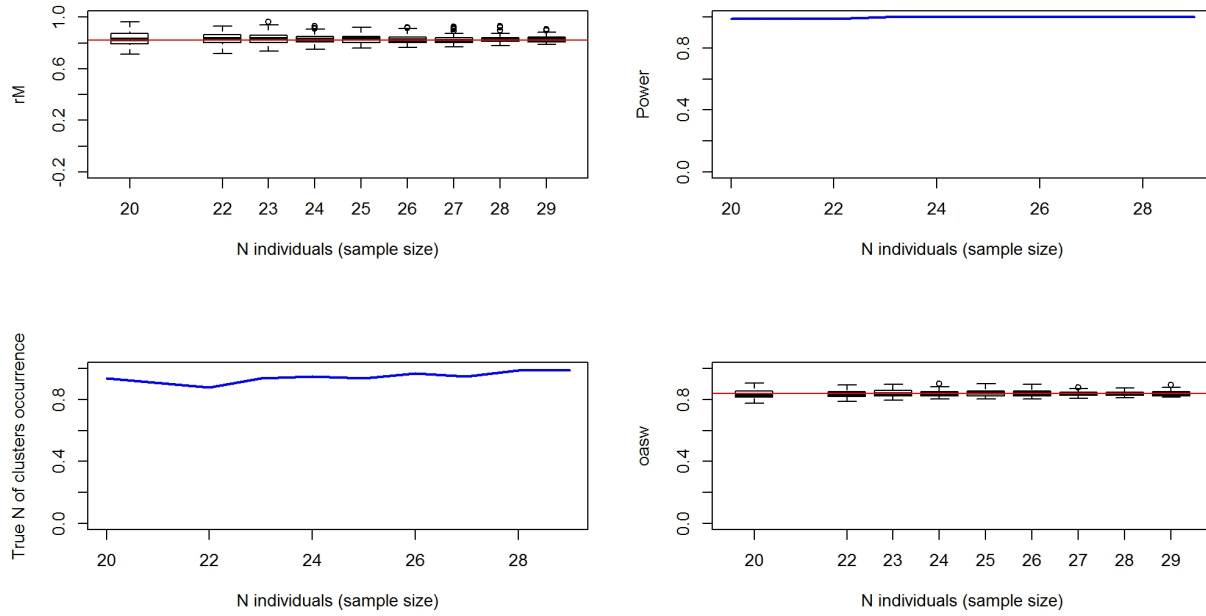 rM
1.0
0.6
0.2
-0.2
20 22 23 24 25 26 27 28 29
N individuals (sample size)
Power
0.8
0.4
0.0
20 22 24 26 28
N individuals (sample size)
True N of clusters occurrence
0.8
0.4
0.0
20 22 24 26 28
N individuals (sample size)
oasw
0.8
0.4
0.0
20 22 23 24 25 26 27 28 29
N individuals (sample size)